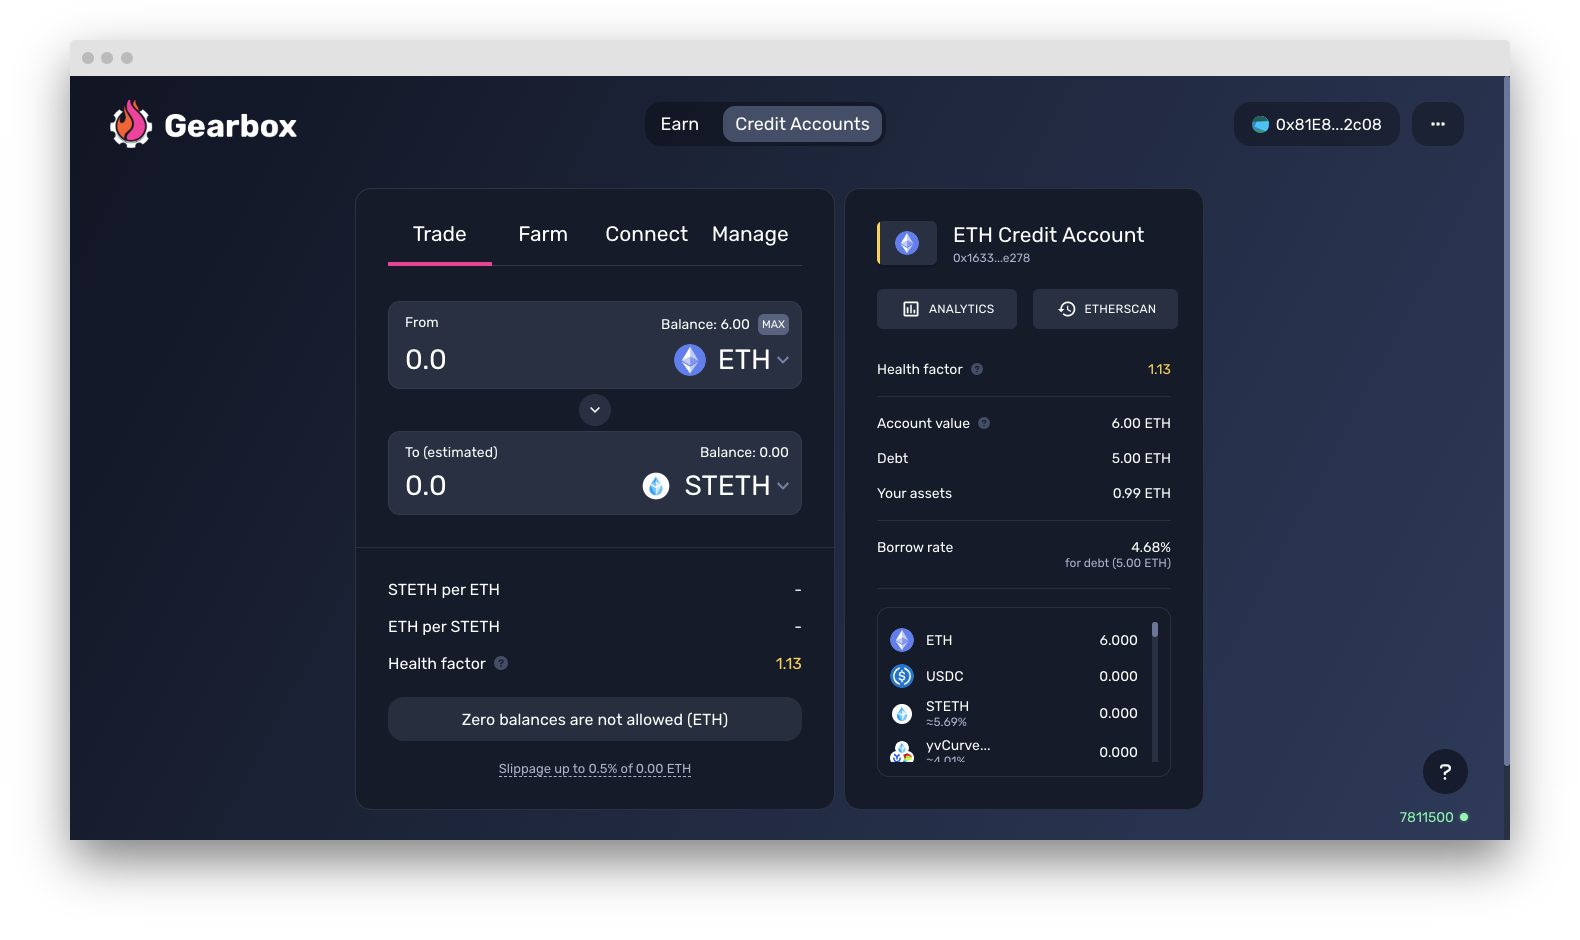 Gearbox
Earn
Credit Accounts
0x81E8...2c08
Trade
Farm
Connect
Manage
From
Balance: 6.00 MAX
0.0
ETH
To (estimated)
Balance: 0.00
0.0
STETH
STETH per ETH
-
ETH per STETH
-
Health factor ?
1.13
Zero balances are not allowed (ETH)
Slippage up to 0.5% of 0.00 ETH
ETH Credit Account
0x1633...e278
ANALYTICS
ETHERSCAN
Health factor ?
1.13
Account value ?
6.00 ETH
Debt
5.00 ETH
Your assets
0.99 ETH
Borrow rate
4.68%
for debt (5.00 ETH)
ETH
6.000
USDC
0.000
STETH
≈5.69%
0.000
yvCurve...
≈4.01%
0.000
?
7811500